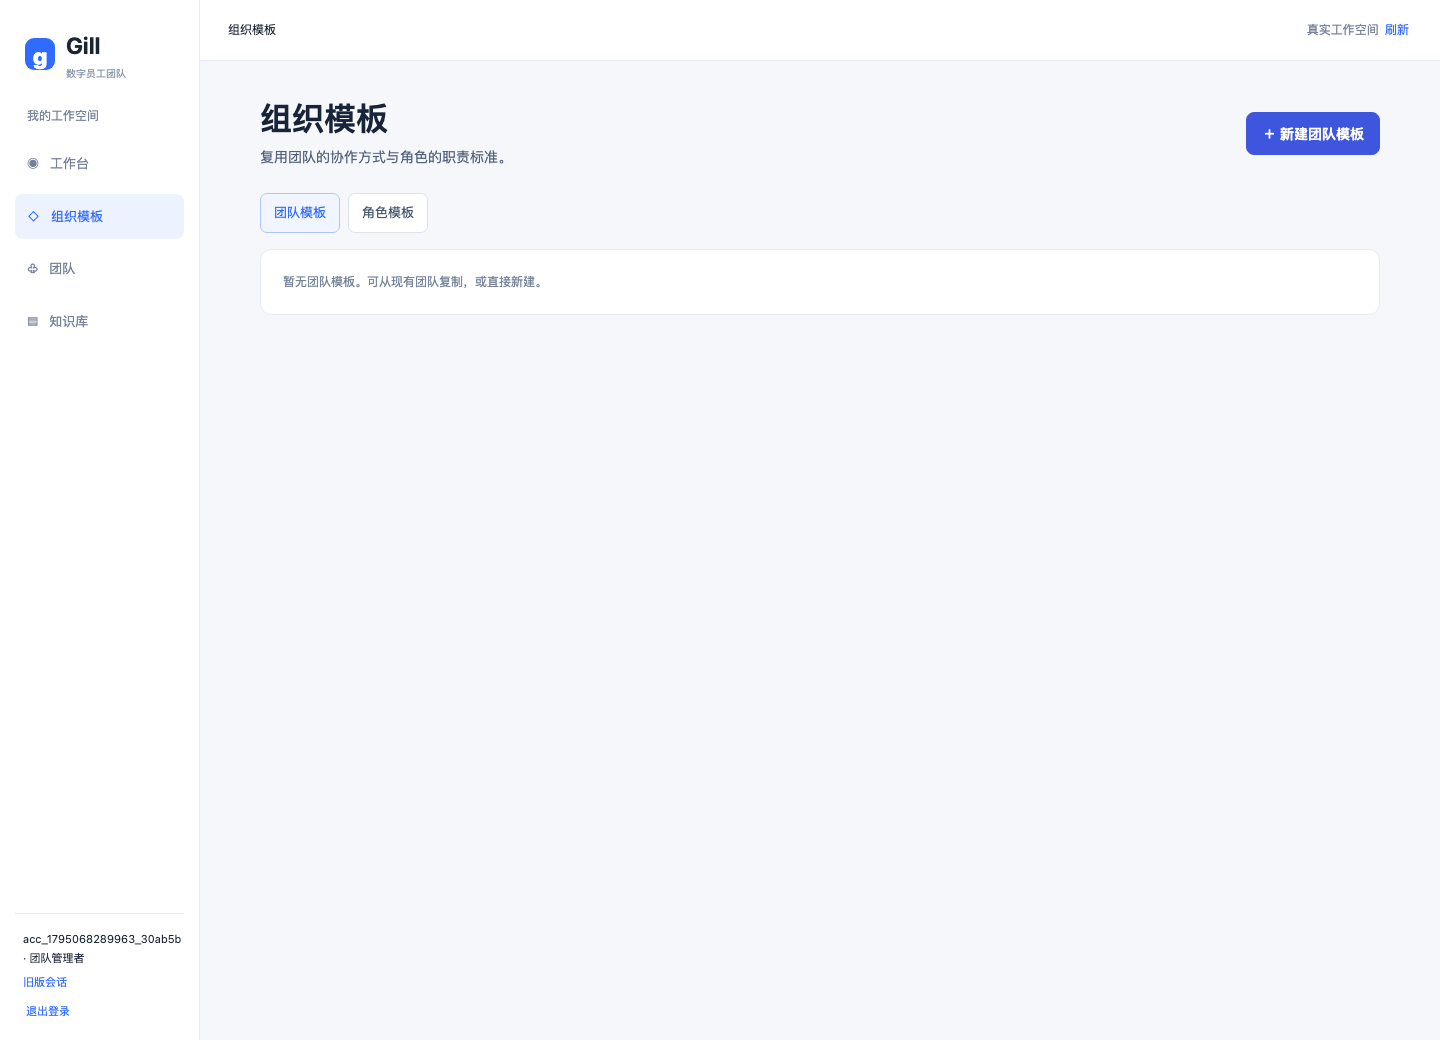 g
Gill
数字员工团队
我的工作空间
工作台
组织模板
团队
知识库
acc_1795068289963_30ab5b
· 团队管理者
旧版会话
退出登录
组织模板
真实工作空间 刷新
组织模板
复用团队的协作方式与角色的职责标准。
+ 新建团队模板
团队模板 角色模板
暂无团队模板。可从现有团队复制，或直接新建。